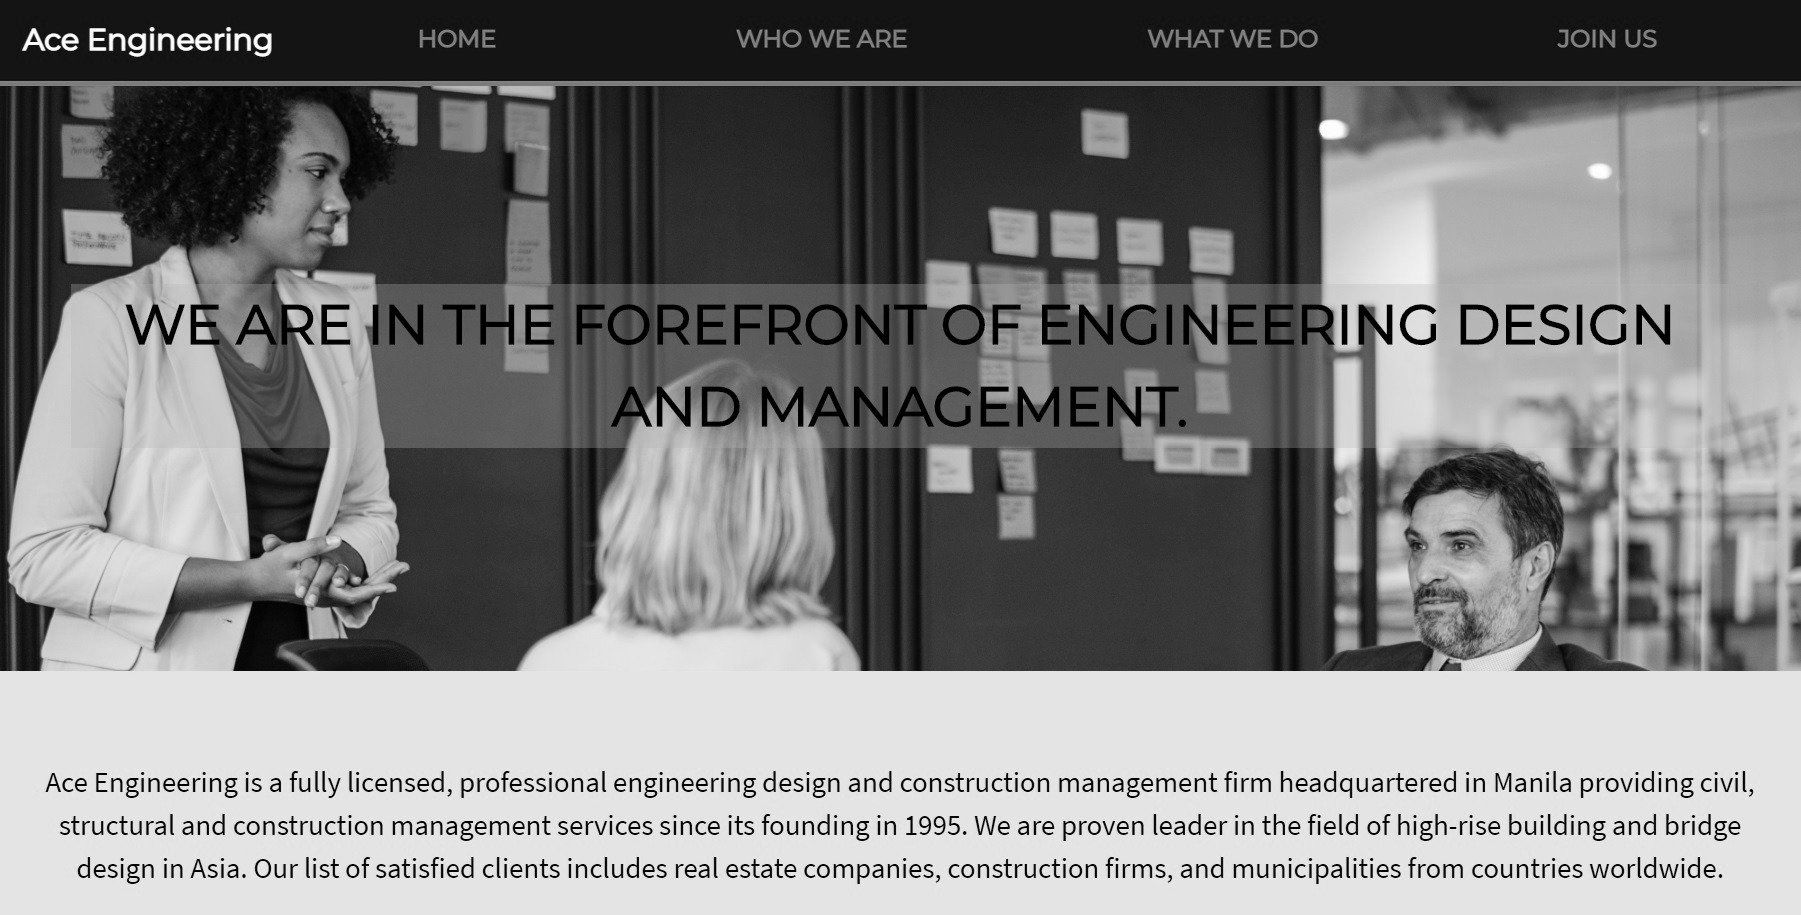 Ace Engineering HOME WHO WE ARE WHAT WE DO JOIN US
WE ARE IN THE FOREFRONT OF ENGINEERING DESIGN
AND MANAGEMENT.
Ace Engineering is a fully licensed, professional engineering design and construction management firm headquartered in Manila providing civil,
structural and construction management services since its founding in 1995. We are proven leader in the field of high-rise building and bridge
design in Asia. Our list of satisfied clients includes real estate companies, construction firms, and municipalities from countries worldwide.